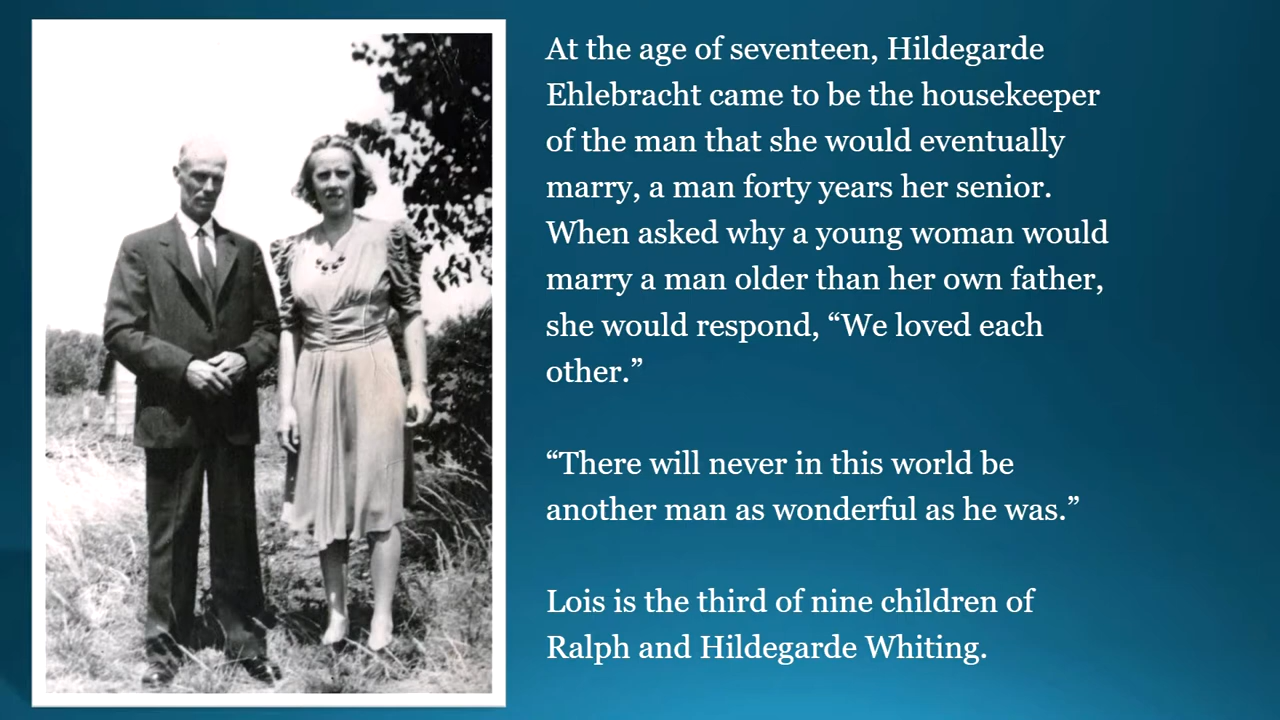 At the age of seventeen, Hildegarde
Ehlebracht came to be the housekeeper
of the man that she would eventually
marry, a man forty years her senior.
When asked why a young woman would
marry a man older than her own father,
she would respond, “We loved each
other.”
“There will never in this world be
another man as wonderful as he was.”
Lois is the third of nine children of
Ralph and Hildegarde Whiting.